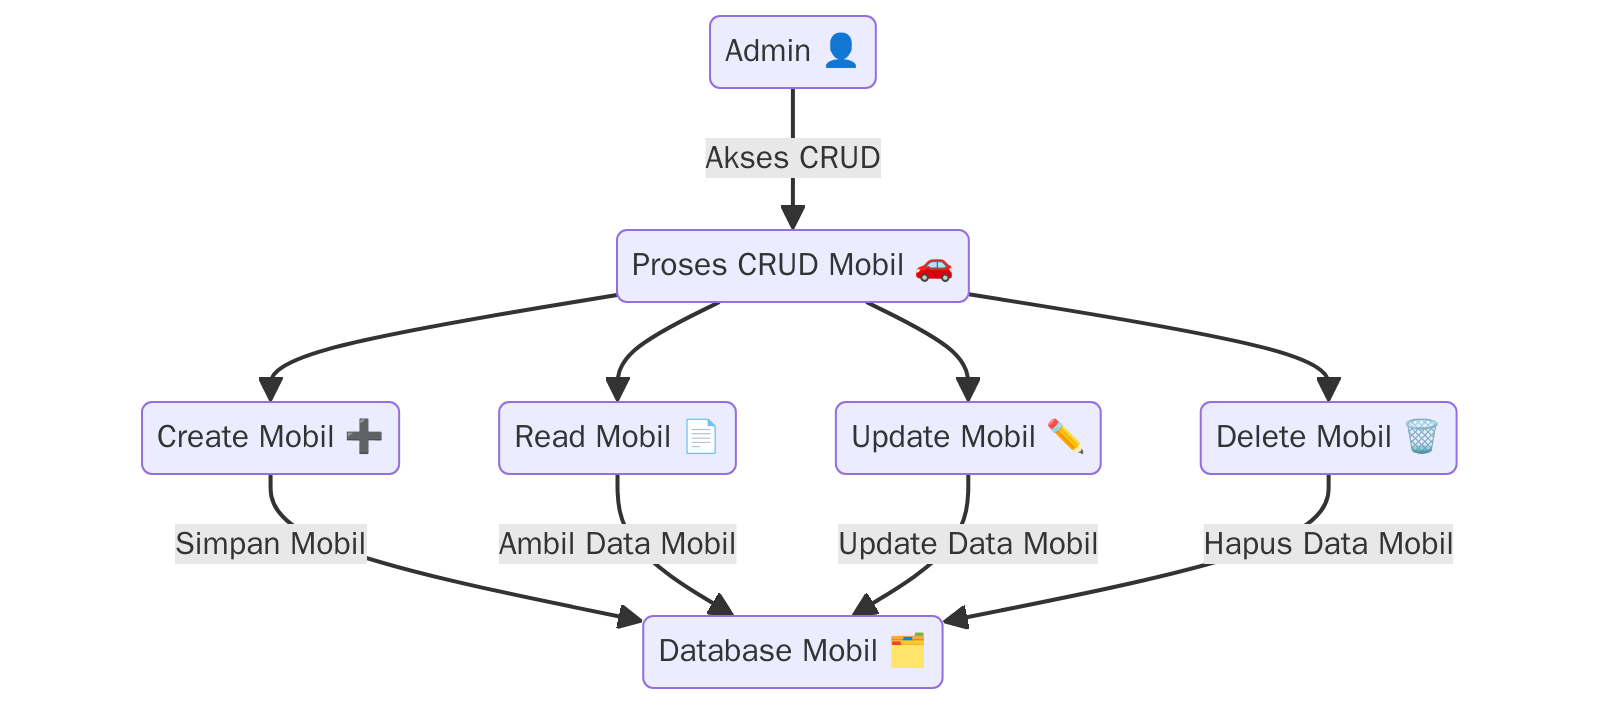 Admin 👤
Akses CRUD
Proses CRUD Mobil 🚗
Create Mobil ➕
Read Mobil 📄
Update Mobil ✏️
Delete Mobil 🗑️
Simpan Mobil
Ambil Data Mobil
Update Data Mobil
Hapus Data Mobil
Database Mobil 🗂️